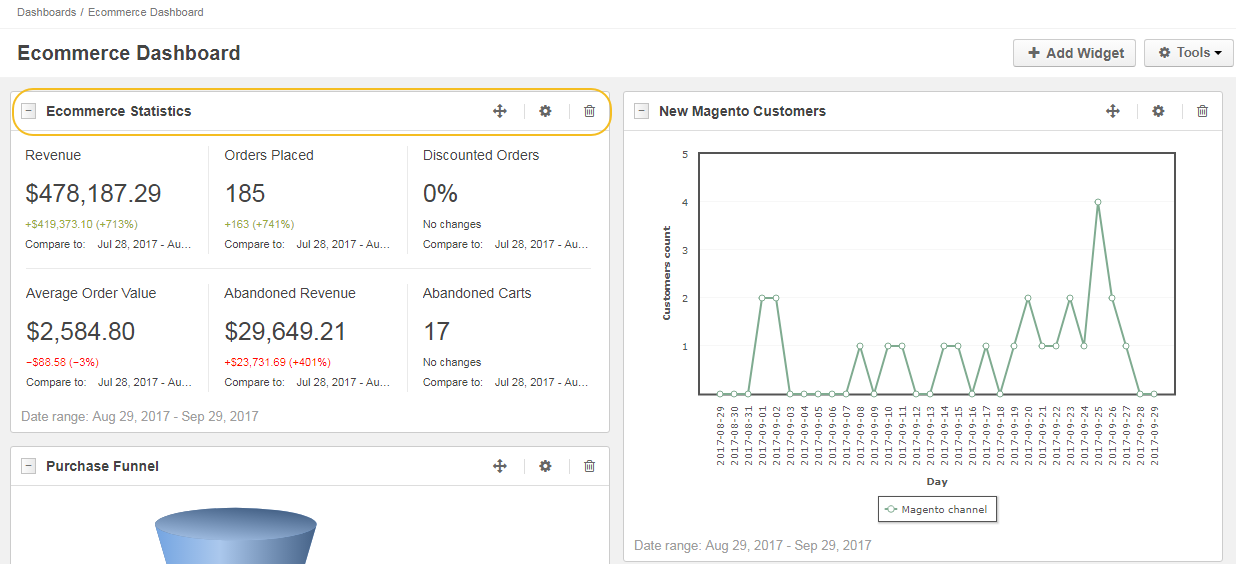 Dashboards / Ecommerce Dashboard
Ecommerce Dashboard
Add Widget
Tools
Ecommerce Statistics
Revenue
Orders Placed
Discounted Orders
$478,187.29
185
0%
+$419,373.10 (+713%)
+163 (+741%)
No changes
Compare to: Jul 28, 2017 - Au...
Compare to: Jul 28, 2017 - Au...
Compare to: Jul 28, 2017 - Au...
Average Order Value
Abandoned Revenue
Abandoned Carts
$2,584.80
$29,649.21
17
−$88.58 (−3%)
+$23,731.69 (+401%)
No changes
Compare to: Jul 28, 2017 - Au...
Compare to: Jul 28, 2017 - Au...
Compare to: Jul 28, 2017 - Au...
Date range: Aug 29, 2017 - Sep 29, 2017
Purchase Funnel
New Magento Customers
5
4
3
2
1
Customers count
2017-08-29
2017-08-30
2017-08-31
2017-09-01
2017-09-02
2017-09-03
2017-09-04
2017-09-05
2017-09-06
2017-09-07
2017-09-08
2017-09-09
2017-09-10
2017-09-11
2017-09-12
2017-09-13
2017-09-14
2017-09-15
2017-09-16
2017-09-17
2017-09-18
2017-09-19
2017-09-20
2017-09-21
2017-09-22
2017-09-23
2017-09-24
2017-09-25
2017-09-26
2017-09-27
2017-09-28
2017-09-29
Day
Magento channel
Date range: Aug 29, 2017 - Sep 29, 2017